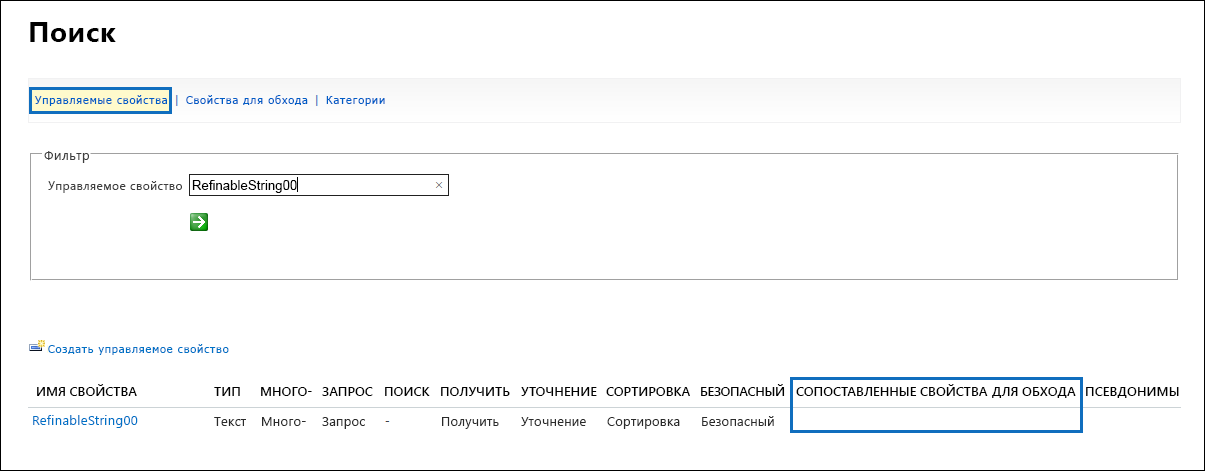 Поиск
Управляемые свойства | Свойства для обхода | Категории
Фильтр
Управляемое свойство RefinableString00 ×
Создать управляемое свойство
ИМЯ СВОЙСТВА ТИП МНОГО- ЗАПРОС ПОИСК ПОЛУЧИТЬ УТОЧНЕНИЕ СОРТИРОВКА БЕЗОПАСНЫЙ СОПОСТАВЛЕННЫЕ СВОЙСТВА ДЛЯ ОБХОДА ПСЕВДОНИМЫ
RefinableString00 Текст Много- Запрос - Получить Уточнение Сортировка Безопасный